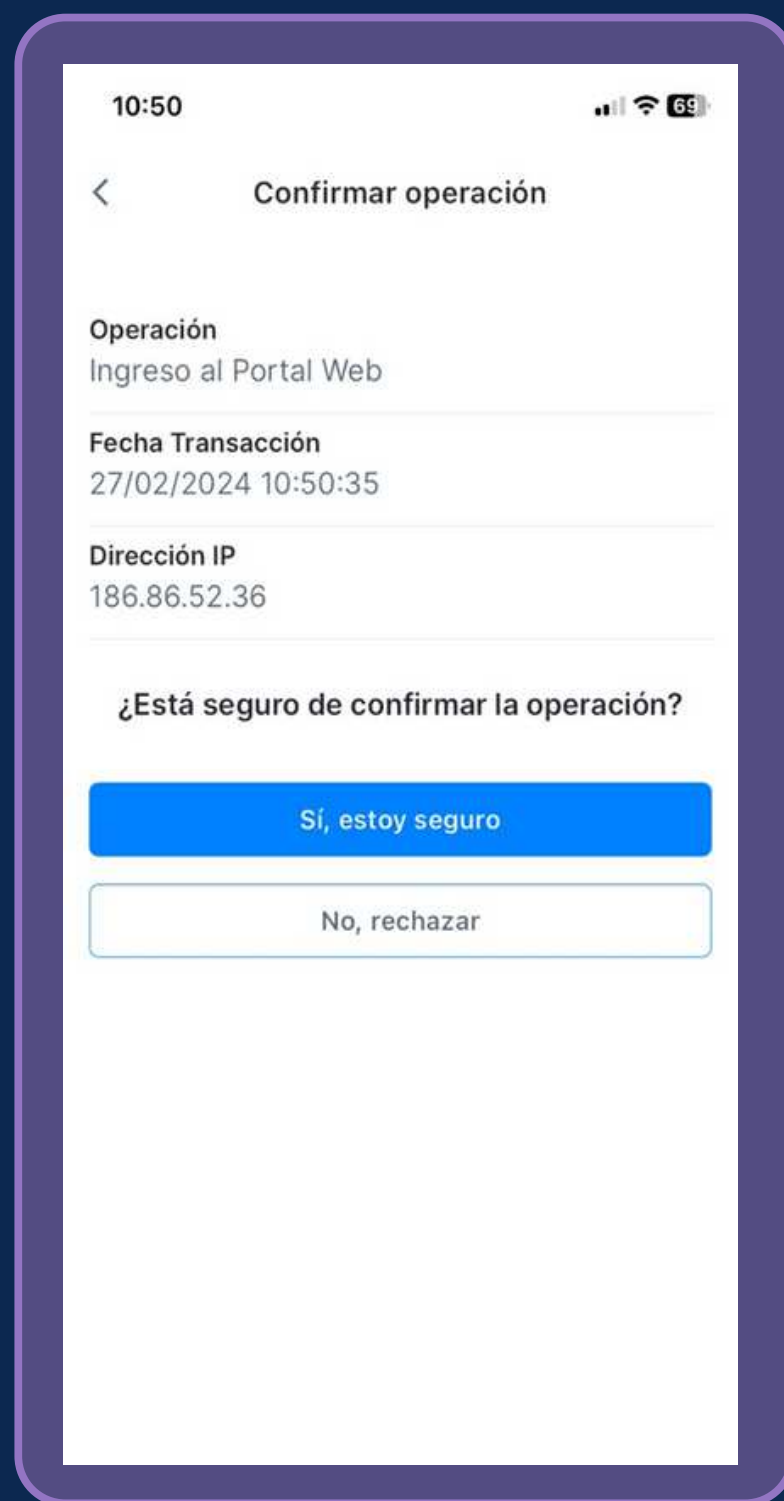 10:50
69
Confirmar operación
Operación
Ingreso al Portal Web
Fecha Transacción
27/02/2024 10:50:35
Dirección IP
186.86.52.36
¿Está seguro de confirmar la operación?
Sí, estoy seguro
No, rechazar